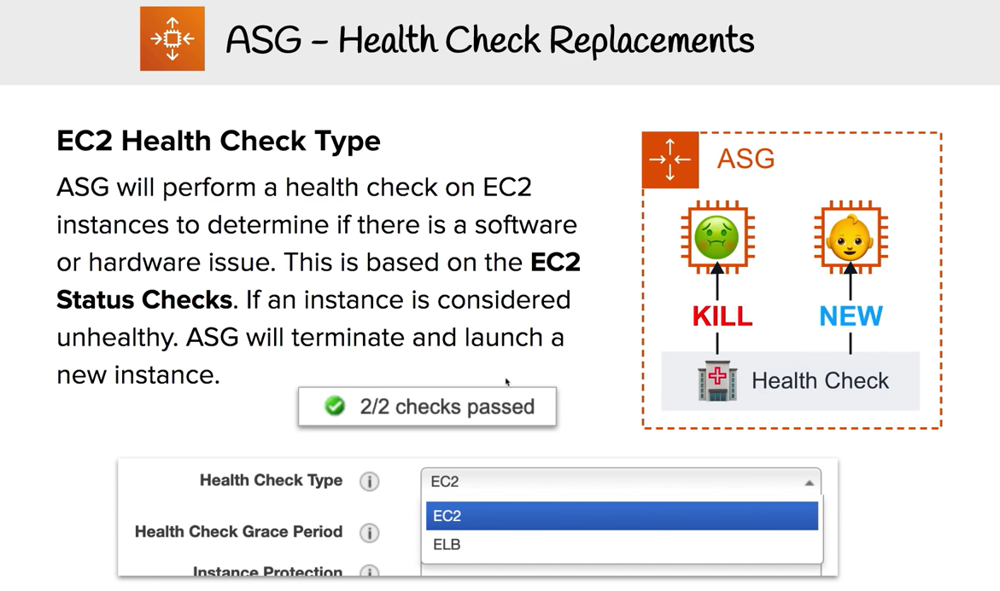 ASG – Health Check Replacements
EC2 Health Check Type
ASG will perform a health check on EC2
instances to determine if there is a software
or hardware issue. This is based on the EC2
Status Checks. If an instance is considered
unhealthy. ASG will terminate and launch a
new instance.
2/2 checks passed
ASG
KILL
NEW
Health Check
Health Check Type
EC2
EC2
ELB
Health Check Grace Period
Instance Protection